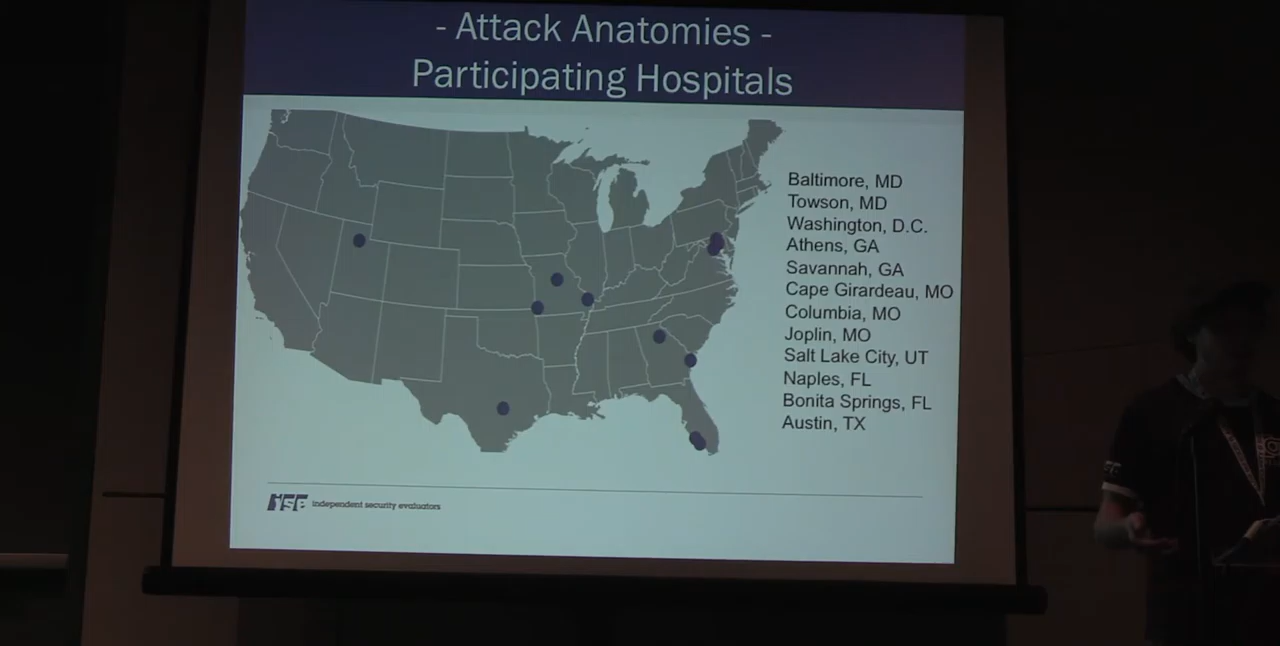 - Attack Anatomies -
Participating Hospitals
Baltimore, MD
Towson, MD
Washington, D.C.
Athens, GA
Savannah, GA
Cape Girardeau, MO
Columbia, MO
Joplin, MO
Salt Lake City, UT
Naples, FL
Bonita Springs, FL
Austin, TX
ise independent security evaluators